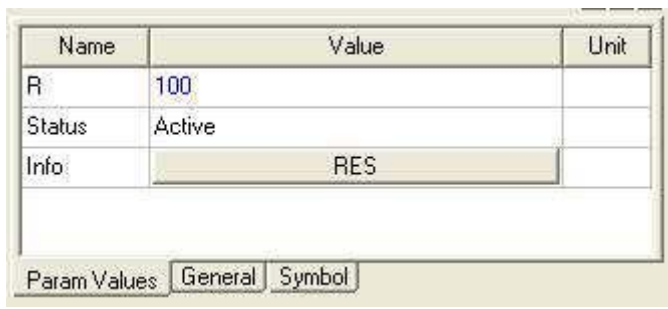 Name Value Unit
R 100
Status Active
Info RES
Param Values General Symbol